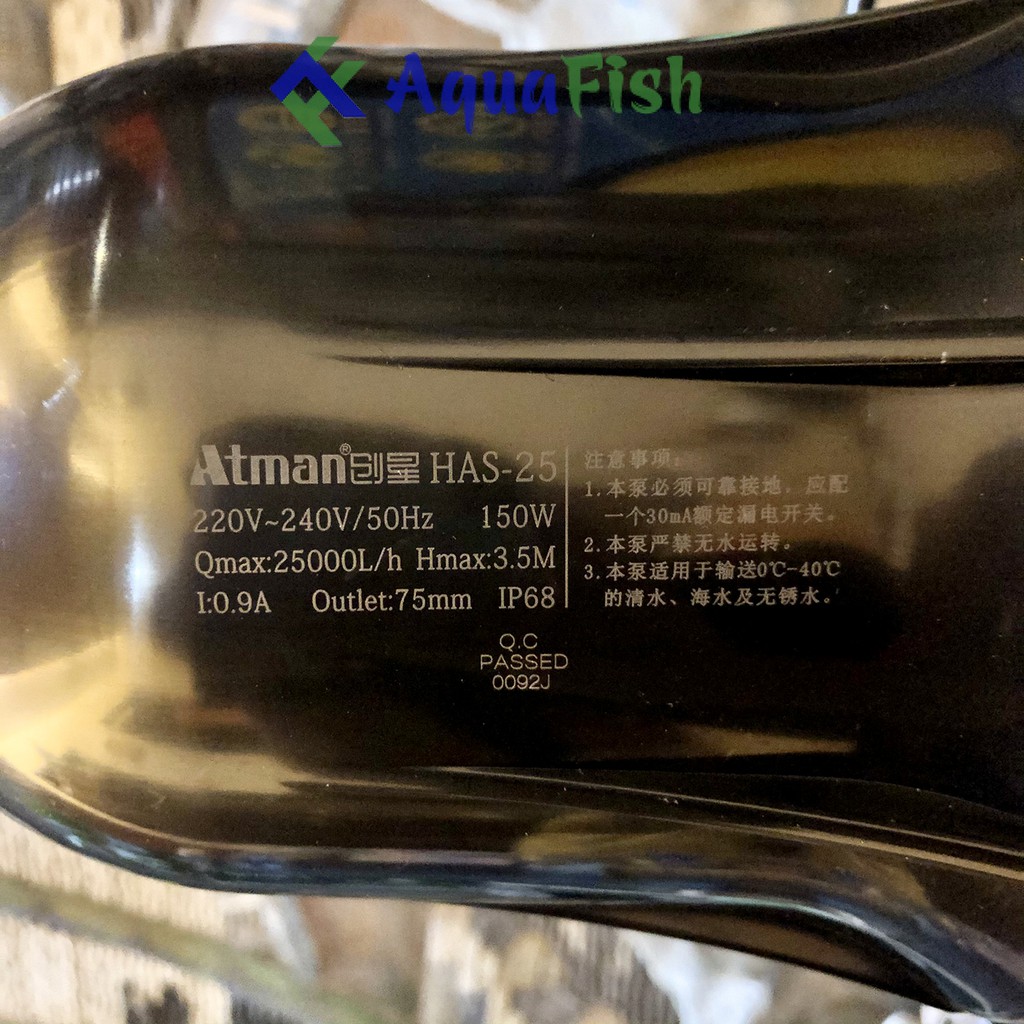 AquaFish
Atman®创星 HAS-25
220V~240V/50Hz 150W
Qmax:25000L/h Hmax:3.5M
I:0.9A Outlet:75mm IP68
注意事项:
1.本泵必须可靠接地，应配
一个30mA额定漏电开关。
2.本泵严禁无水运转。
3.本泵适用于输送0℃-40℃
的清水、海水及无锈水。
Q.C
PASSED
0092J